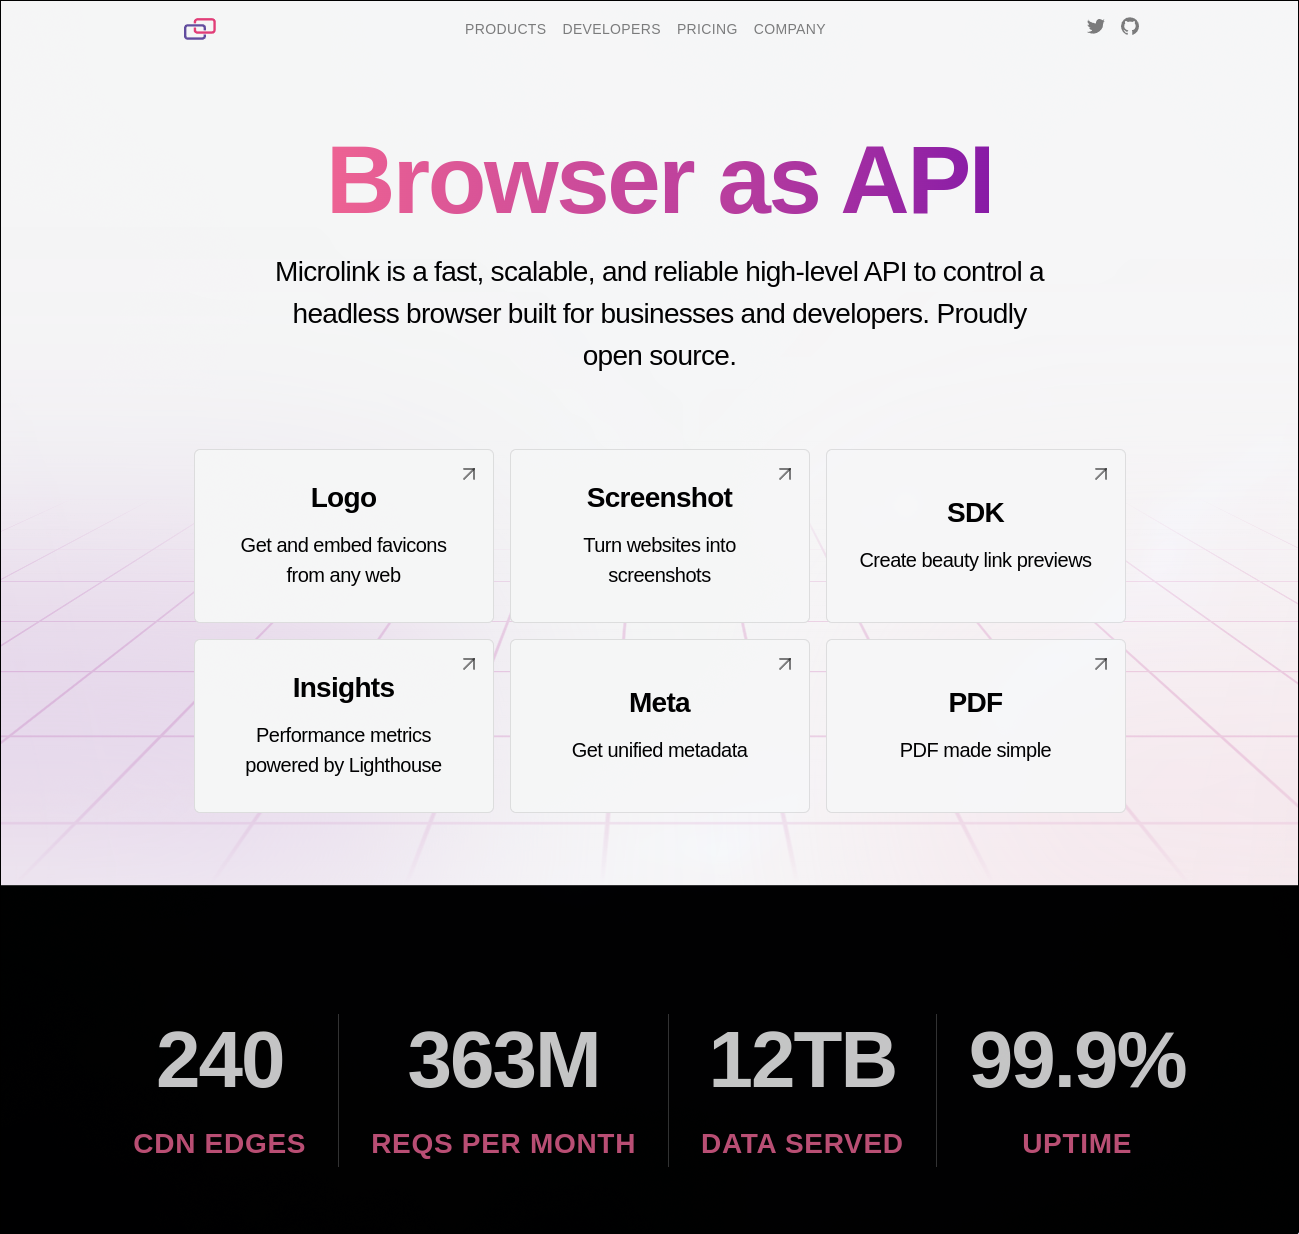 PRODUCTS DEVELOPERS PRICING COMPANY
Browser as API
Microlink is a fast, scalable, and reliable high-level API to control a
headless browser built for businesses and developers. Proudly
open source.
Logo
Get and embed favicons
from any web
Screenshot
Turn websites into
screenshots
SDK
Create beauty link previews
Insights
Performance metrics
powered by Lighthouse
Meta
Get unified metadata
PDF
PDF made simple
240
CDN EDGES
363M
REQS PER MONTH
12TB
DATA SERVED
99.9%
UPTIME